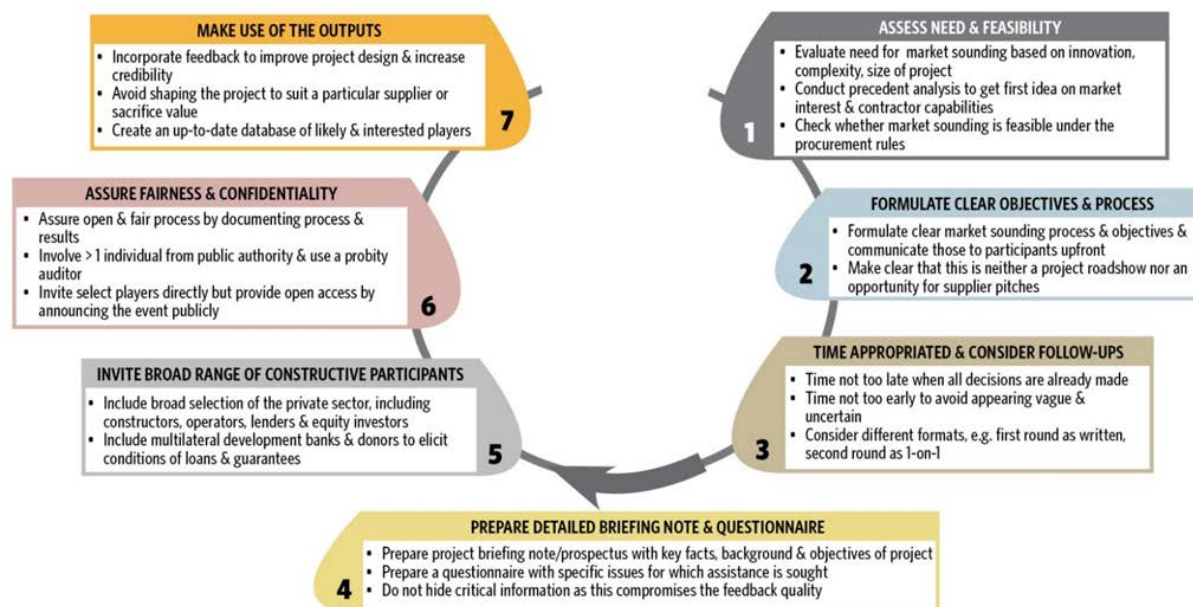 ASSESS NEED & FEASIBILITY
• Evaluate need for market sounding based on innovation,
complexity, size of project
• Conduct precedent analysis to get first idea on market
interest & contractor capabilities
• Check whether market sounding is feasible under the
procurement rules
1
FORMULATE CLEAR OBJECTIVES & PROCESS
• Formulate clear market sounding process & objectives &
communicate those to participants upfront
• Make clear that this is neither a project roadshow nor an
opportunity for supplier pitches
2
TIME APPROPRIATED & CONSIDER FOLLOW-UPS
• Time not too late when all decisions are already made
• Time not too early to avoid appearing vague &
uncertain
• Consider different formats, e.g. first round as written,
second round as 1-on-1
3
PREPARE DETAILED BRIEFING NOTE & QUESTIONNAIRE
• Prepare project briefing note/prospectus with key facts, background & objectives of project
• Prepare a questionnaire with specific issues for which assistance is sought
• Do not hide critical information as this compromises the feedback quality
4
INVITE BROAD RANGE OF CONSTRUCTIVE PARTICIPANTS
• Include broad selection of the private sector, including
constructors, operators, lenders & equity investors
• Include multilateral development banks & donors to elicit
conditions of loans & guarantees
5
ASSURE FAIRNESS & CONFIDENTIALITY
• Assure open & fair process by documenting process &
results
• Involve > 1 individual from public authority & use a probity
auditor
• Invite select players directly but provide open access by
announcing the event publicly
6
MAKE USE OF THE OUTPUTS
• Incorporate feedback to improve project design & increase
credibility
• Avoid shaping the project to suit a particular supplier or
sacrifice value
• Create an up-to-date database of likely & interested players
7